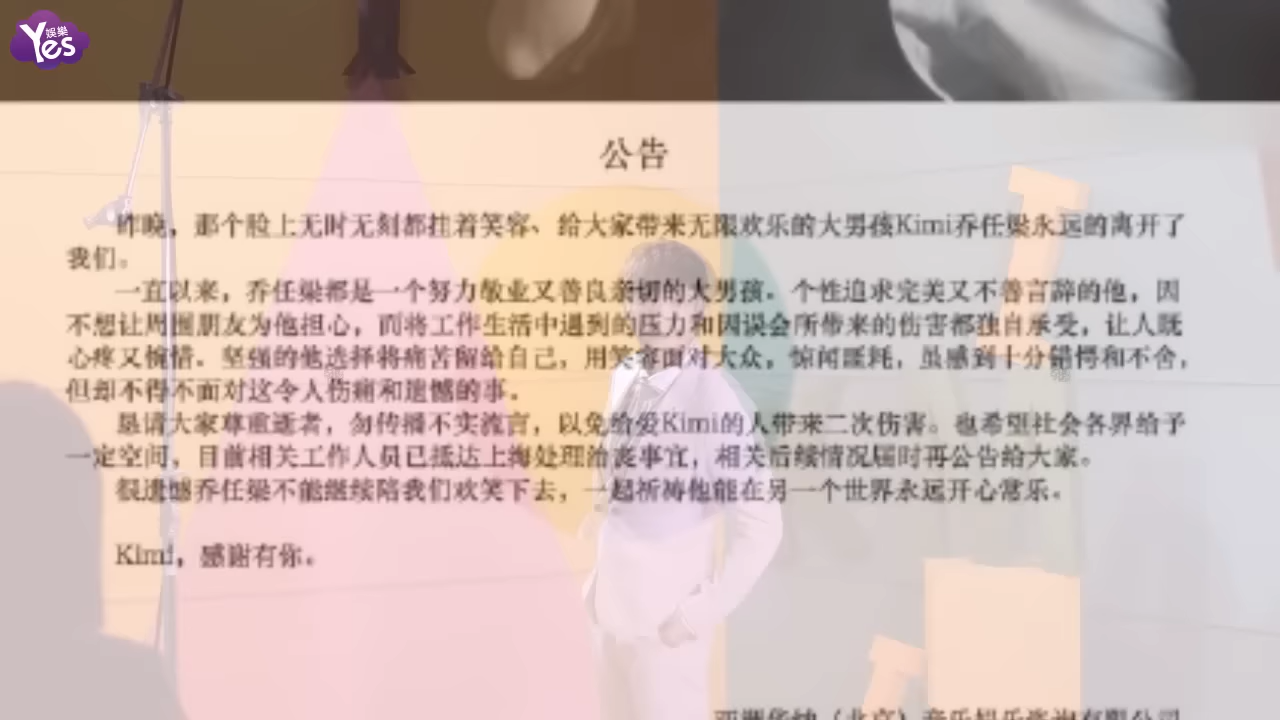 娛樂
Yes
公告
昨晚，那个脸上无时无刻都挂着笑容、给大家带来无限欢乐的大男孩Kimi乔任梁永远的离开了
我们。
一直以来，乔任梁都是一个努力敬业又善良亲切的大男孩。个性追求完美又不善言辞的他，因
不想让周围朋友为他担心，而将工作生活中遇到的压力和因误会所带来的伤害都独自承受，让人既
心疼又惋惜。坚强的他选择将痛苦留给自己，用笑容面对大众，惊闻噩耗，虽感到十分错愕和不舍，
但却不得不面对这令人伤痛和遗憾的事。
恳请大家尊重逝者，勿传播不实流言，以免给爱Kimi的人带来二次伤害。也希望社会各界给予
一定空间，目前相关工作人员已抵达上海处理治丧事宜，相关后续情况届时再公告给大家。
很遗憾乔任梁不能继续陪我们欢笑下去，一起祈祷他能在另一个世界永远开心常乐。
Kimi，感谢有你。